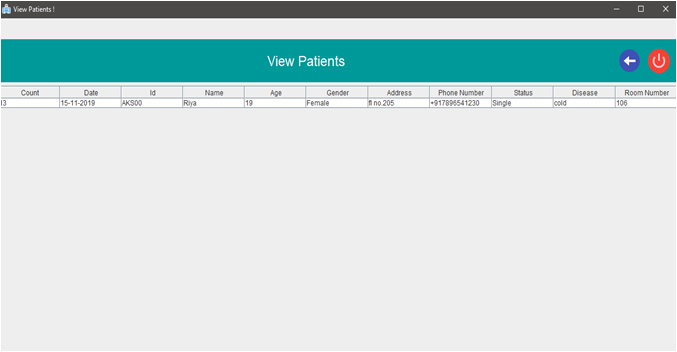 View Patients !
View Patients
Count Date Id Name Age Gender Address Phone Number Status Disease Room Number
15-11-2019 AKS00 Riya 19 Female fl no.205 +917896541230 Single cold 106